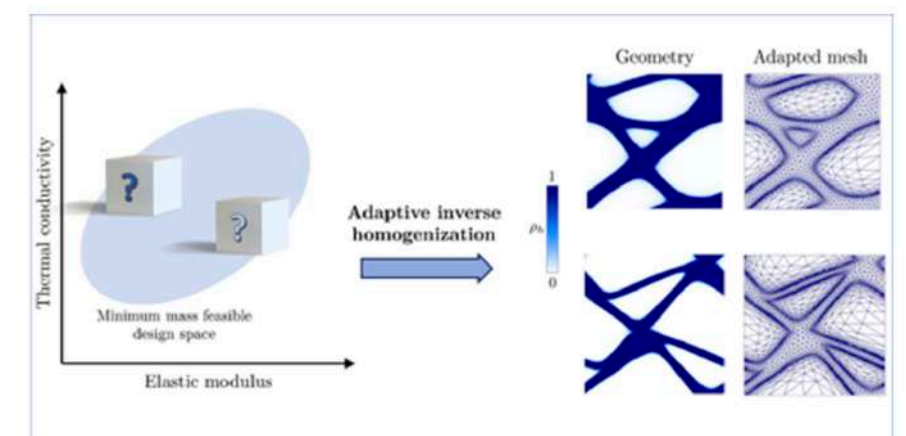 Geometry
Adapted mesh
Thermal conductivity
?
?
Minimum mass feasible
design space
Elastic modulus
Adaptive inverse
homogenization
1
ρh
0